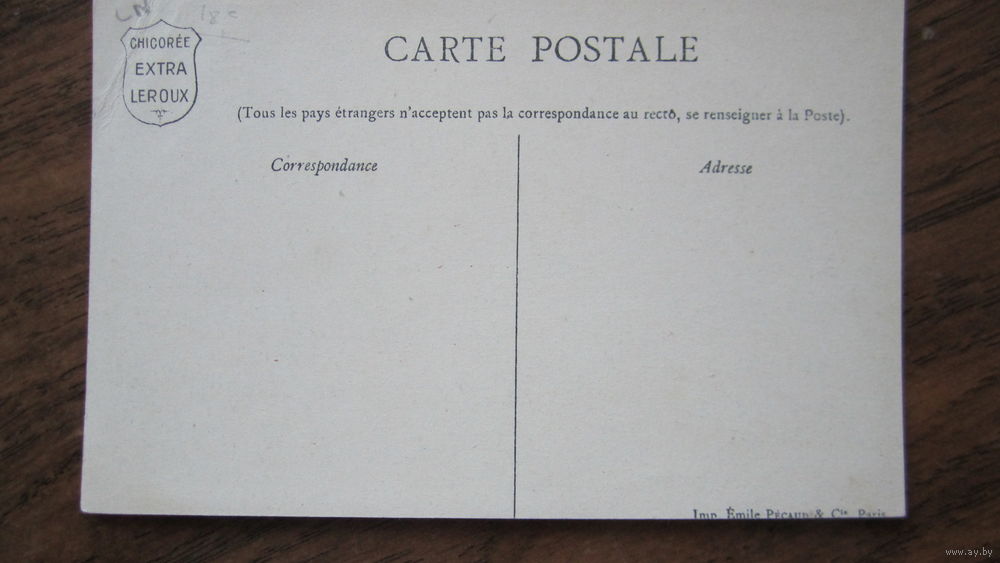 CHICORÉE
EXTRA
LEROUX
CARTE POSTALE
(Tous les pays étrangers n'acceptent pas la correspondance au recto, se renseigner à la Poste).
Correspondance
Adresse
Imp. Émile PÉCAUD & Cie Paris
www.ay.by